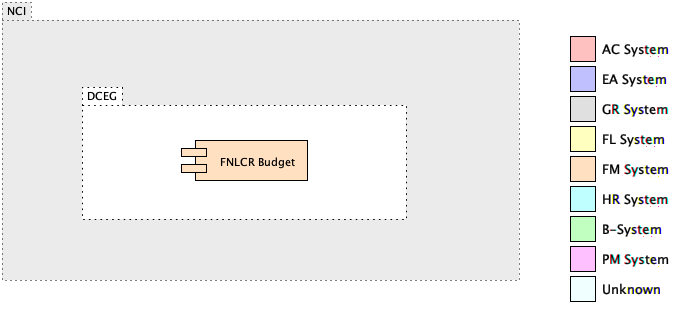 NCI
DCEG
FNLCR Budget
AC System
EA System
GR System
FL System
FM System
HR System
B-System
PM System
Unknown